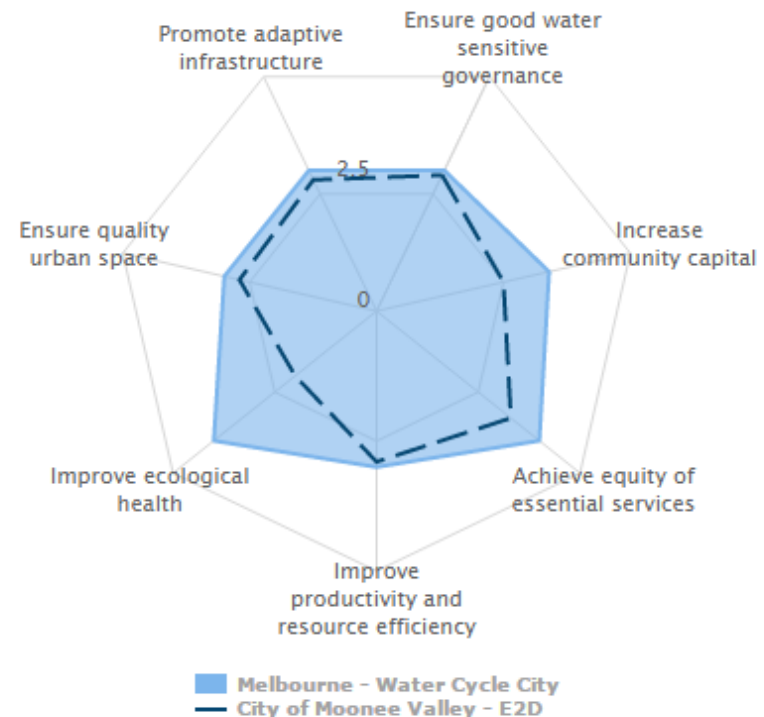 Promote adaptive
infrastructure
Ensure good water
sensitive
governance
2.5
Ensure quality
urban space
Increase
community capital
0
Improve ecological
health
Achieve equity of
essential services
Improve
productivity and
resource efficiency
Melbourne - Water Cycle City
City of Moonee Valley - E2D